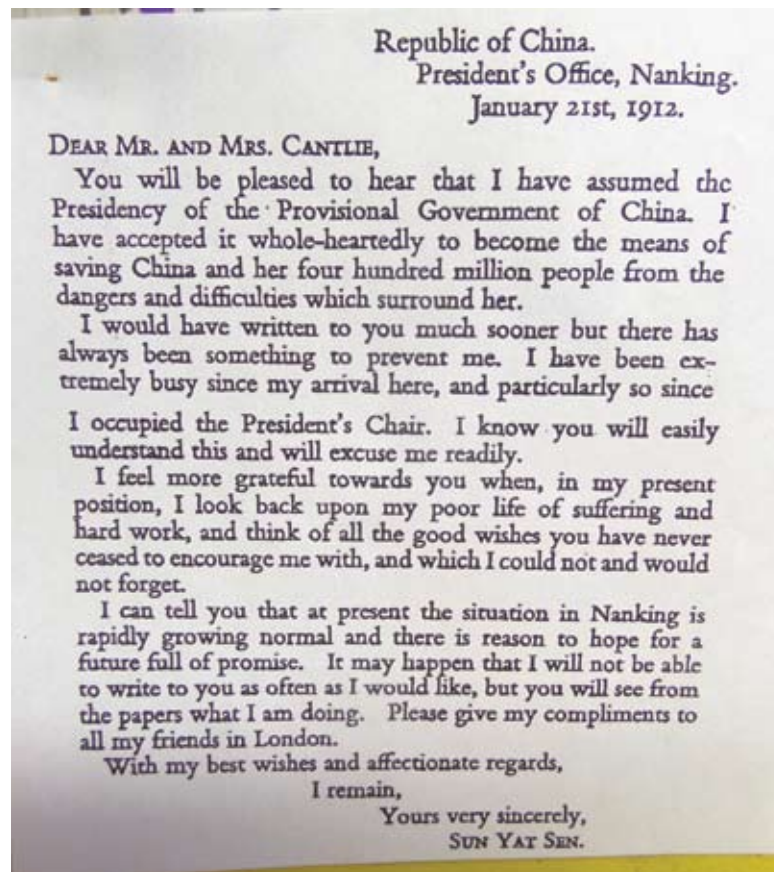 Republic of China.
President's Office, Nanking.
January 21st, 1912.
DEAR MR. AND MRS. CANTLIE,
You will be pleased to hear that I have assumed the
Presidency of the Provisional Government of China. I
have accepted it whole-heartedly to become the means of
saving China and her four hundred million people from the
dangers and difficulties which surround her.
I would have written to you much sooner but there has
always been something to prevent me. I have been ex-
tremely busy since my arrival here, and particularly so since
I occupied the President's Chair. I know you will easily
understand this and will excuse me readily.
I feel more grateful towards you when, in my present
position, I look back upon my poor life of suffering and
hard work, and think of all the good wishes you have never
ceased to encourage me with, and which I could not and would
not forget.
I can tell you that at present the situation in Nanking is
rapidly growing normal and there is reason to hope for a
future full of promise. It may happen that I will not be able
to write to you as often as I would like, but you will see from
the papers what I am doing. Please give my compliments to
all my friends in London.
With my best wishes and affectionate regards,
I remain,
Yours very sincerely,
SUN YAT SEN.